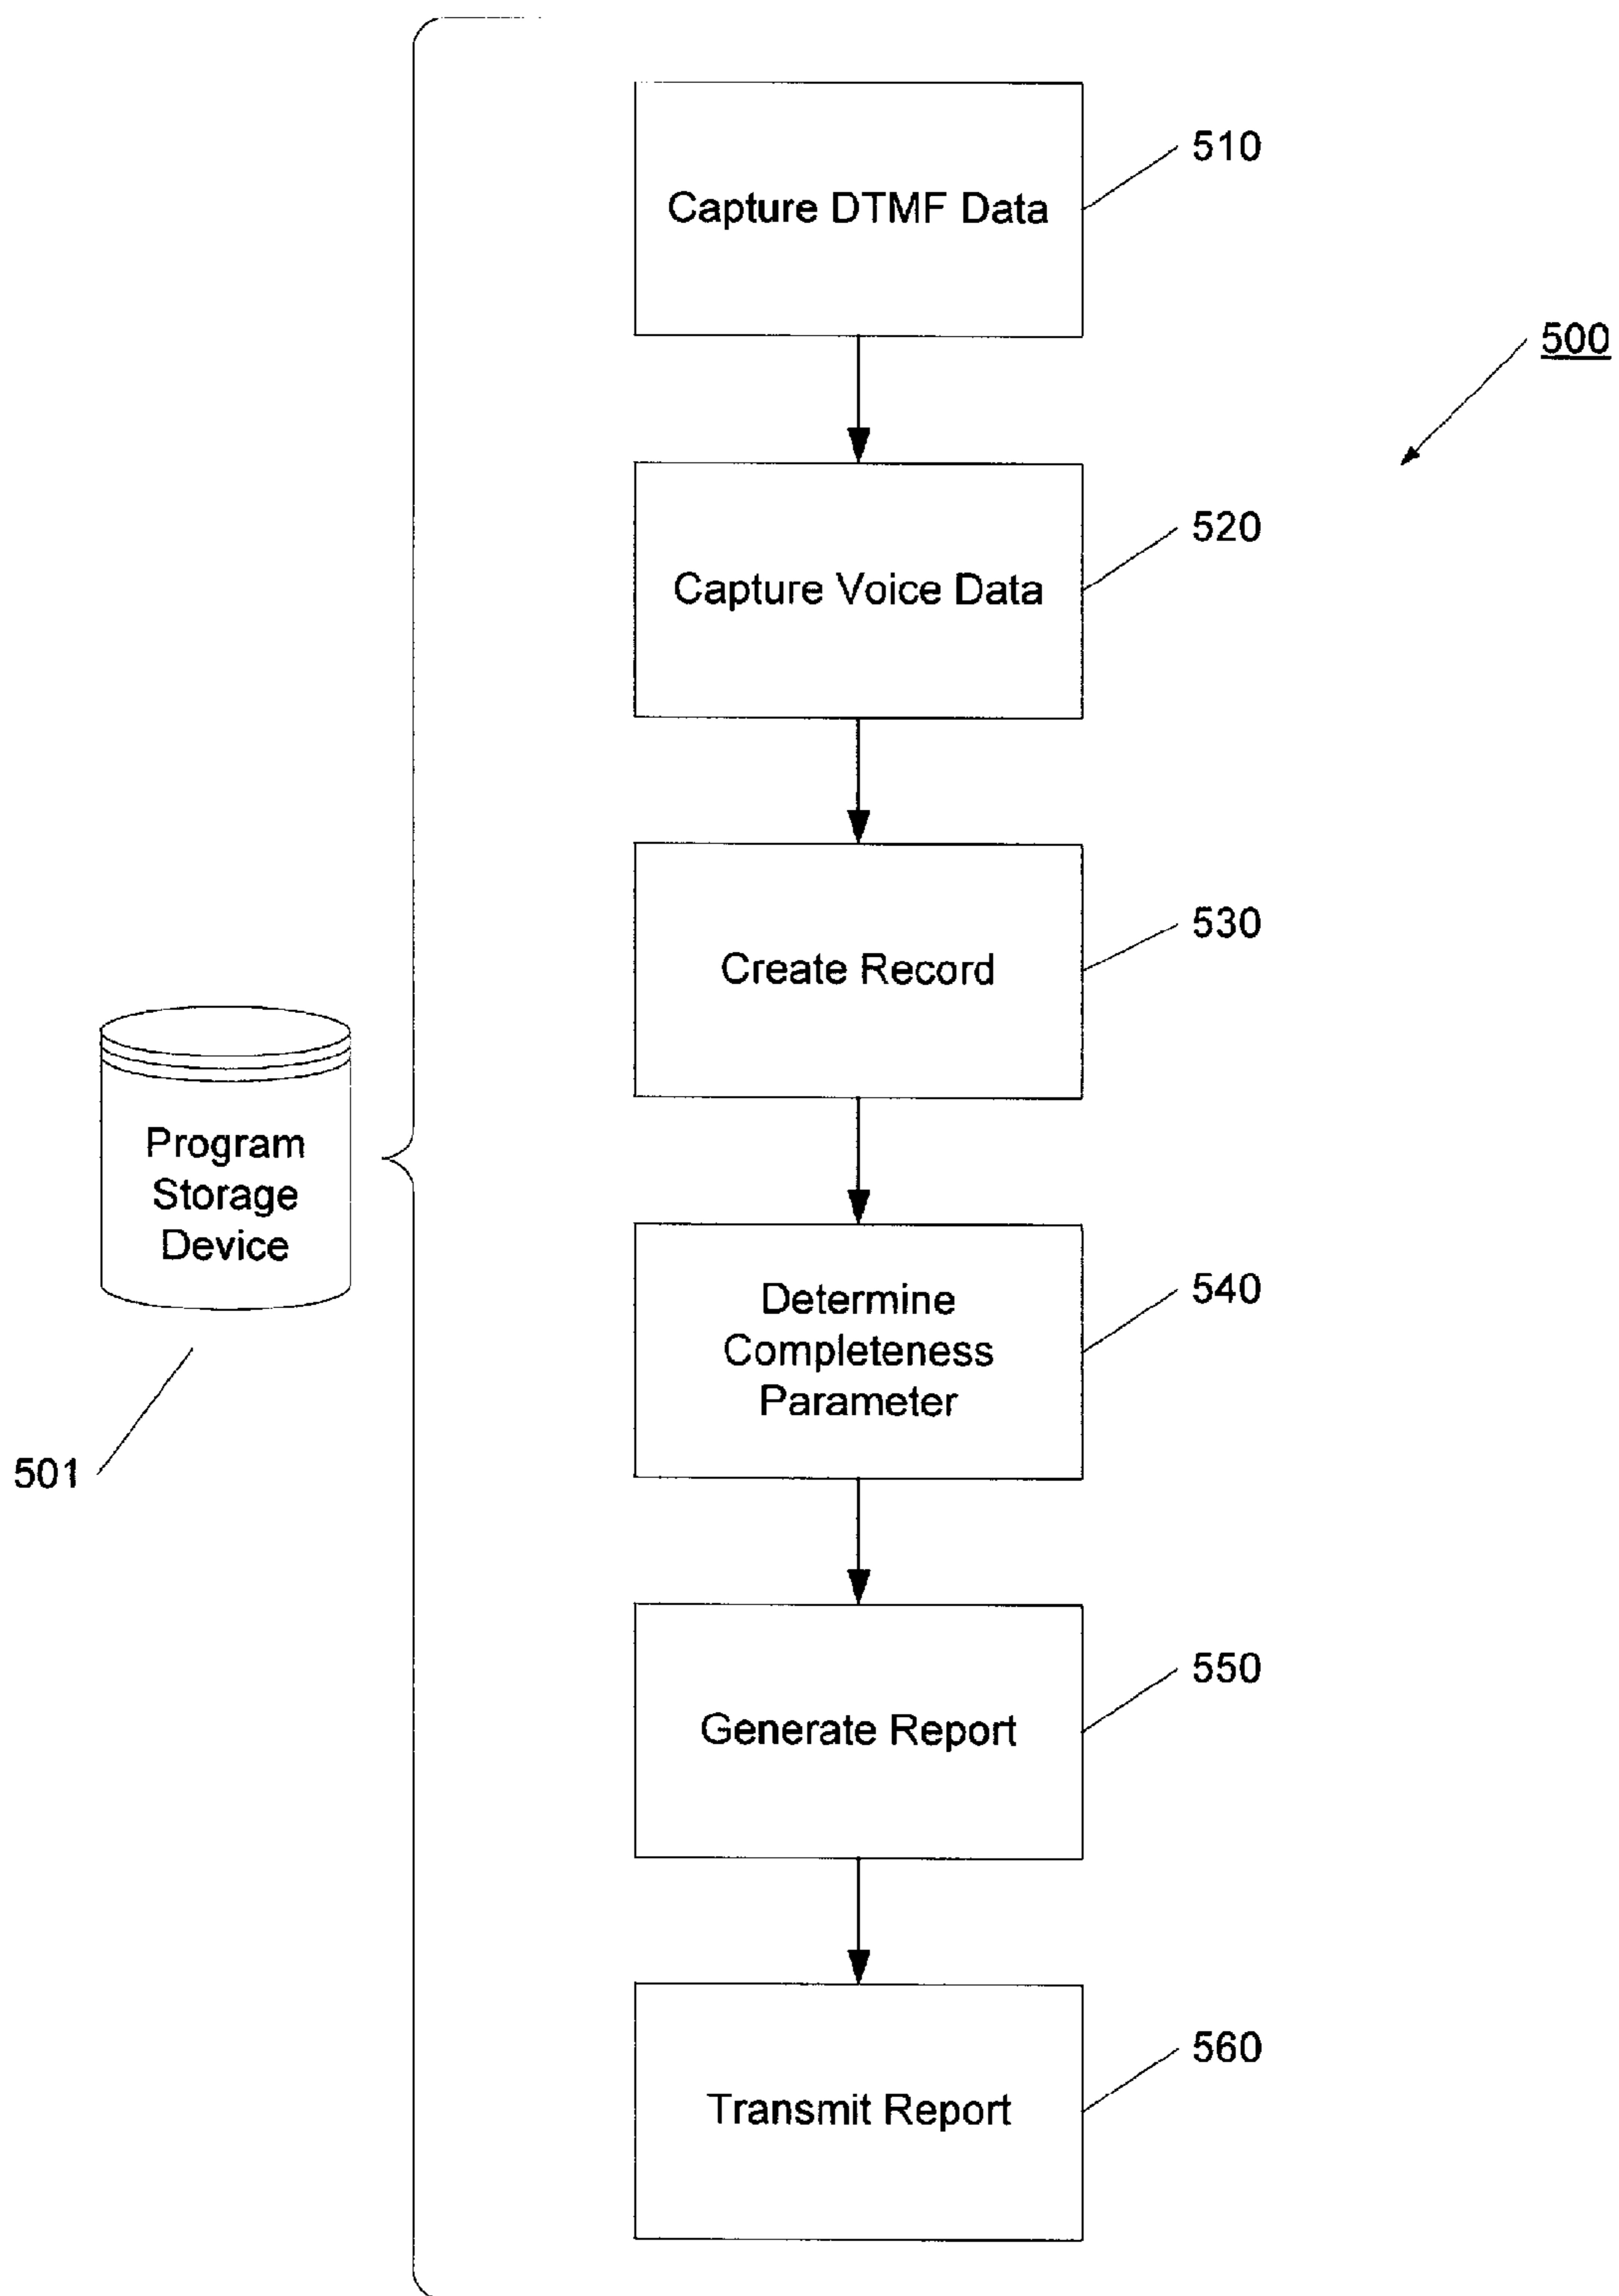 Capture DTMF Data
510
500
Capture Voice Data
520
Create Record
530
Program
Storage
Device
501
Determine
Completeness
Parameter
540
Generate Report
550
Transmit Report
560